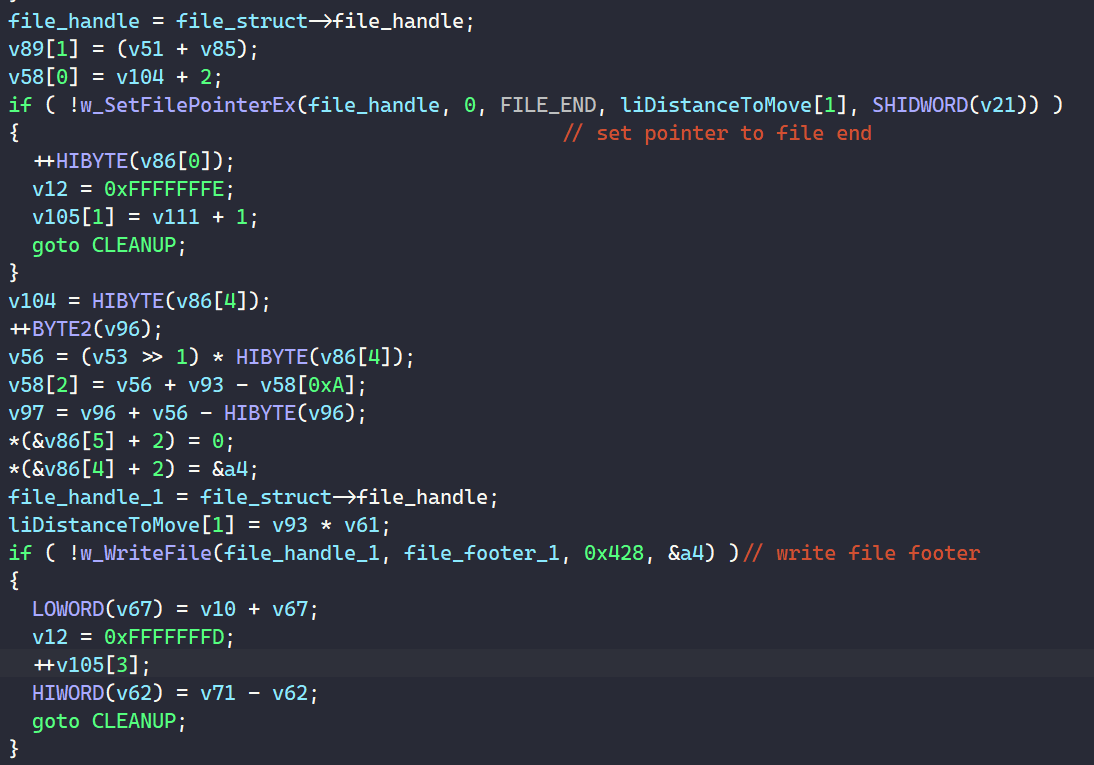 file_handle = file_struct->file_handle;
v89[1] = (v51 + v85);
v58[0] = v104 + 2;
if ( !w_SetFilePointerEx(file_handle, 0, FILE_END, liDistanceToMove[1], SHIDWORD(v21)) )
{ // set pointer to file end
++HIBYTE(v86[0]);
v12 = 0xFFFFFFFE;
v105[1] = v111 + 1;
goto CLEANUP;
}
v104 = HIBYTE(v86[4]);
++BYTE2(v96);
v56 = (v53 >> 1) * HIBYTE(v86[4]);
v58[2] = v56 + v93 - v58[0xA];
v97 = v96 + v56 - HIBYTE(v96);
*(&v86[5] + 2) = 0;
*(&v86[4] + 2) = &a4;
file_handle_1 = file_struct->file_handle;
liDistanceToMove[1] = v93 * v61;
if ( !w_WriteFile(file_handle_1, file_footer_1, 0x428, &a4) )// write file footer
{
LOWORD(v67) = v10 + v67;
v12 = 0xFFFFFFFD;
++v105[3];
HIWORD(v62) = v71 - v62;
goto CLEANUP;
}